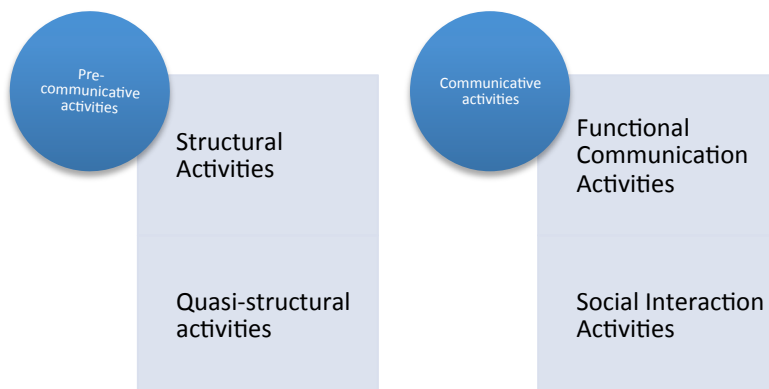 Pre-
communicative
activities
Structural
Activities
Quasi-structural
activities
Communicative
activities
Functional
Communication
Activities
Social Interaction
Activities